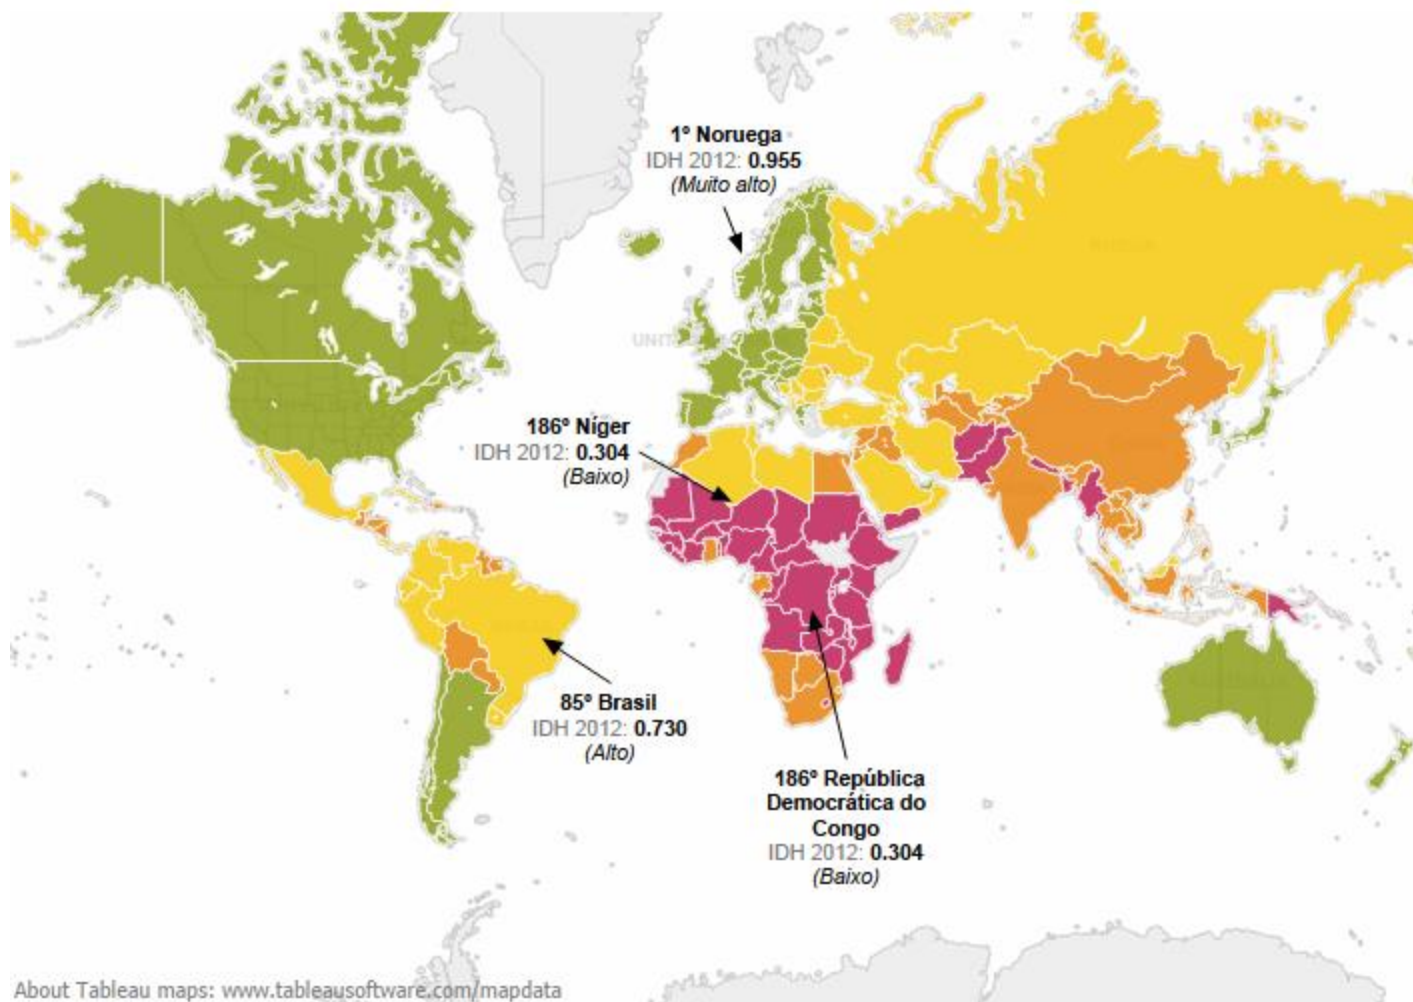 1º Noruega
IDH 2012: 0.955
(Muito alto)
UNIT
186º Níger
IDH 2012: 0.304
(Baixo)
85º Brasil
IDH 2012: 0.730
(Alto)
186º República
Democrática do
Congo
IDH 2012: 0.304
(Baixo)
About Tableau maps: www.tableausoftware.com/mapdata